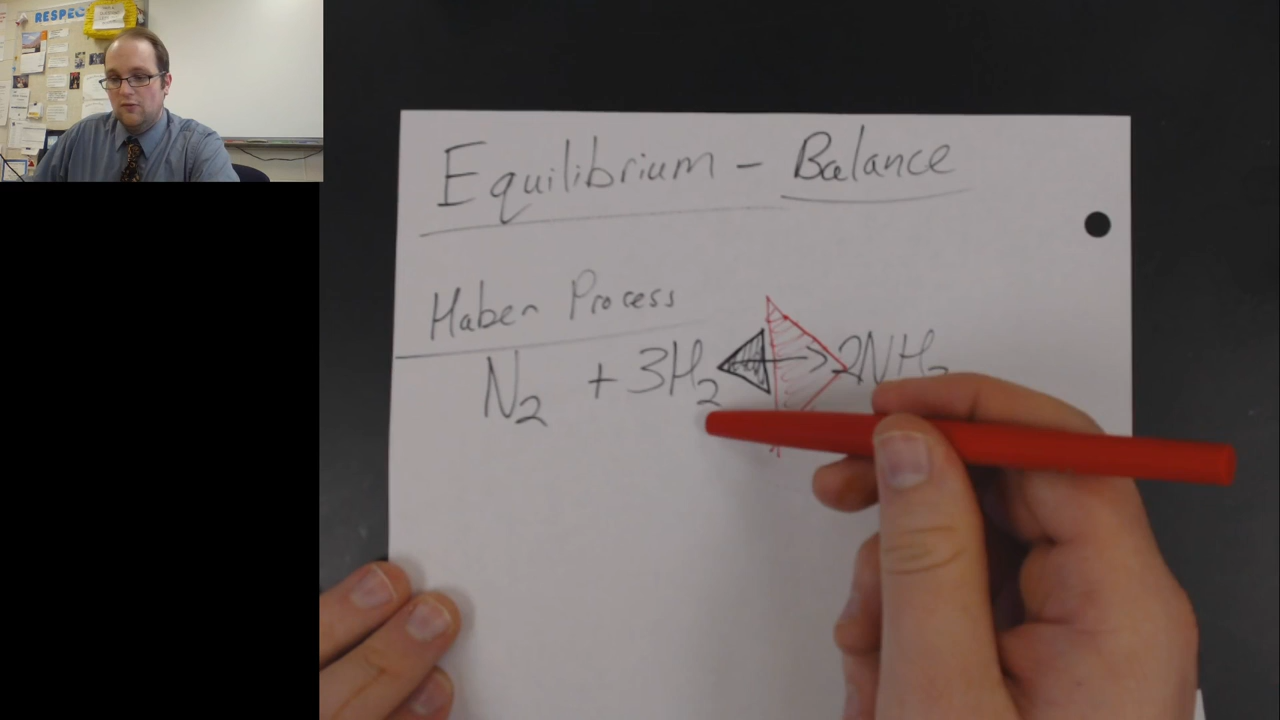 RESPEC
Equilibrium - Balance
Haber Process
N2 + 3H2 ⟷ 2NH3